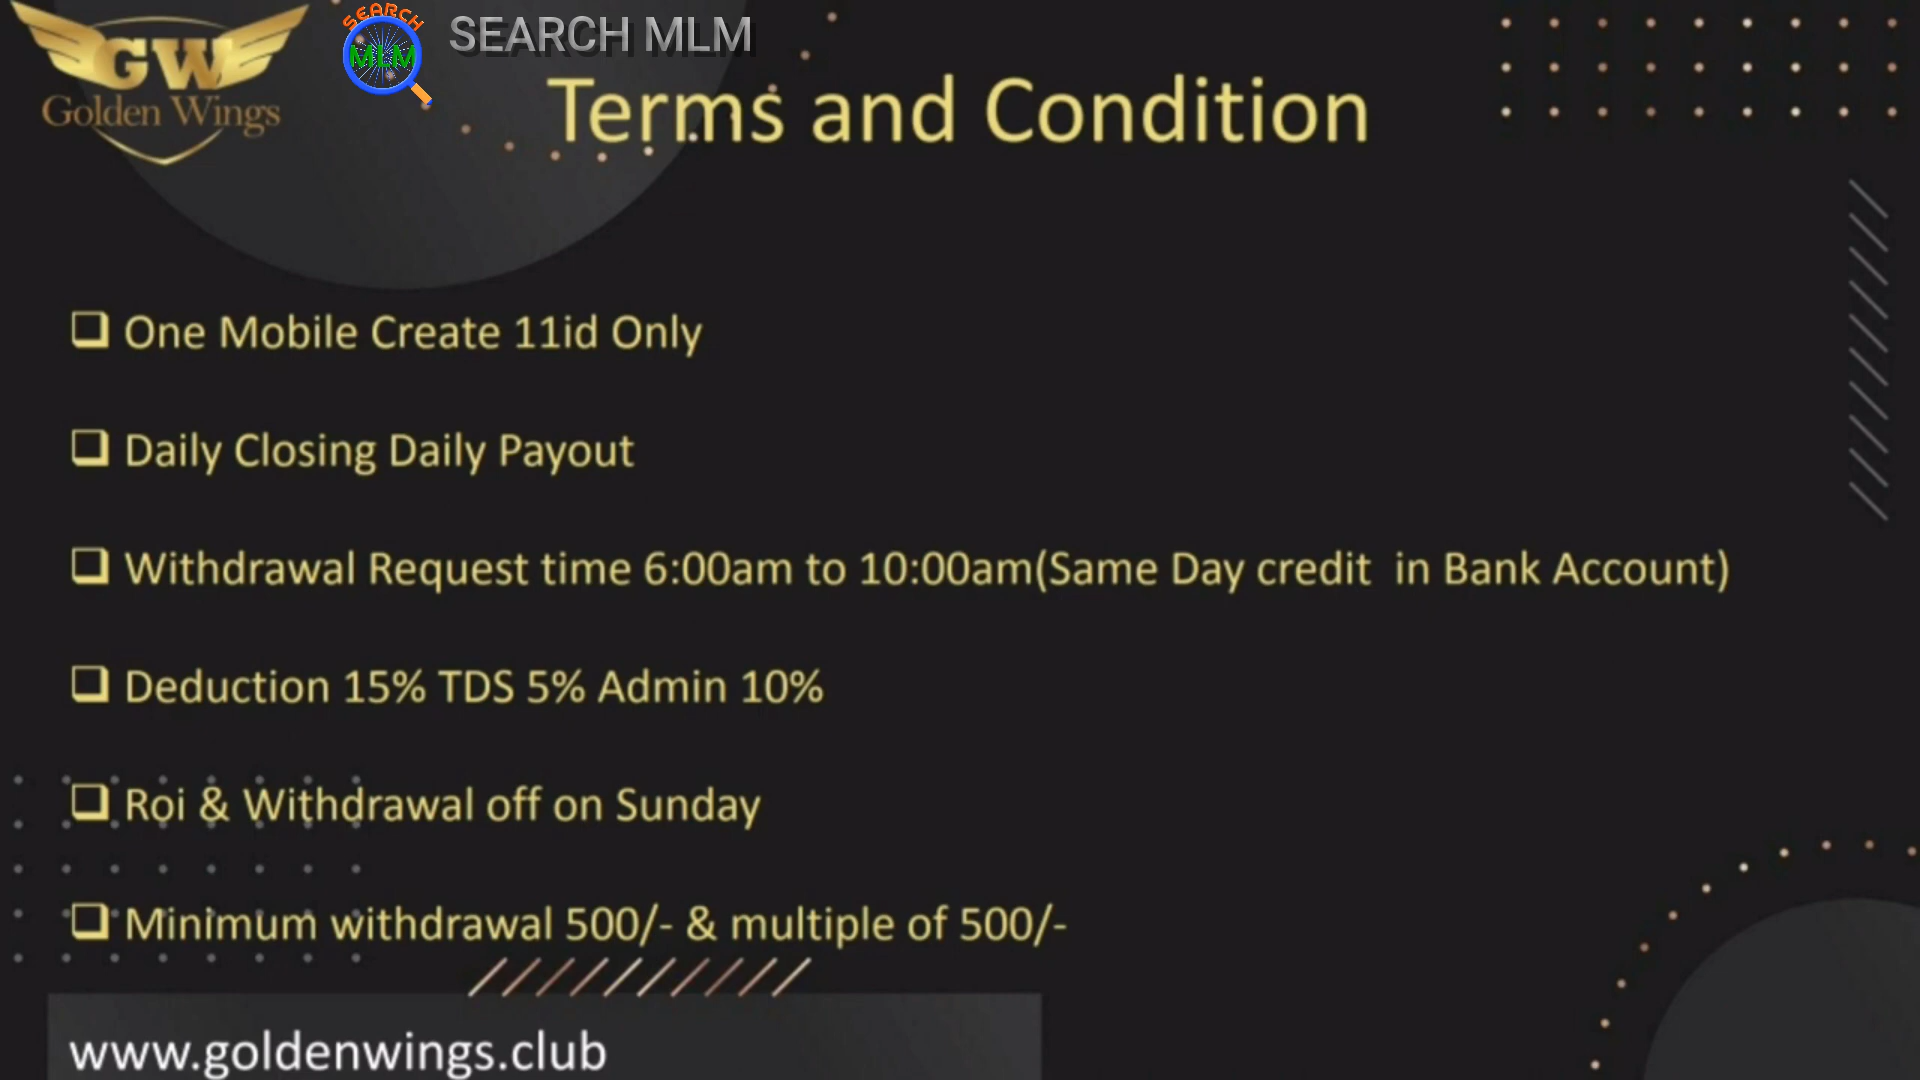 GW
Golden Wings
SEARCH
MLM
SEARCH MLM
Terms and Condition
One Mobile Create 11id Only
Daily Closing Daily Payout
Withdrawal Request time 6:00am to 10:00am(Same Day credit in Bank Account)
Deduction 15% TDS 5% Admin 10%
Roi & Withdrawal off on Sunday
Minimum withdrawal 500/- & multiple of 500/-
www.goldenwings.club